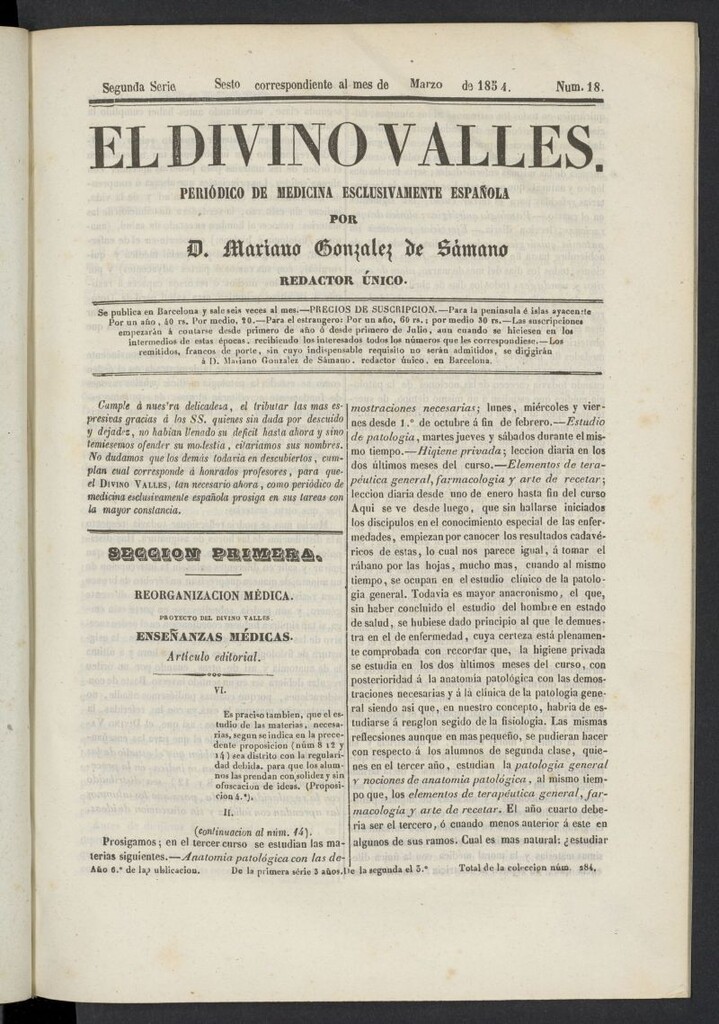 Segunda Serie Sesto correspondiente al mes de Marzo de 1854. Num. 18.
EL DIVINO VALLES.
PERIÓDICO DE MEDICINA ESCLUSIVAMENTE ESPAÑOLA
POR
D. Mariano Gonzalez de Sámano
REDACTOR ÚNICO.
Se publica en Barcelona y sale seis veces al mes.—PRECIOS DE SUSCRIPCION.—Para la peninsula é islas ayacente
Por un año, 40 rs. Por medio, 20.—Para el estrangero: Por un año, 60 rs.; por medio 30 rs.—Las suscripciones
empezarán á contarse desde primero de año ó desde primero de Julio, aun cuando se hiciesen en los
intermedios de estas épocas, recibiendo los interesados todos los números que les correspondiese.—Los
remitidos, francos de porte, sin cuyo indispensable requisito no serán admitidos, se dirigirán
á D. Mariano Gonzalez de Sámano, redactor único, en Barcelona.
Cumple á nues'ra delicadeza, el tributar las mas es-
presivas gracias á los SS. quienes sin duda por descuido
y dejadez, no habian llenado su deficit hasta ahora y sino
temiesemos ofender su molestia, citariamos sus nombres.
No dudamos que los demás todavia en descubiertos, cum-
plan cual corresponde á honrados profesores, para que
el DIVINO VALLES, tan necesario ahora, como periódico de
medicina esclusivamente española prosiga en sus tareas con
la mayor constancia.
SECCION PRIMERA.
REORGANIZACION MÉDICA.
PROYECTO DEL DIVINO VALLES.
ENSEÑANZAS MÉDICAS.
Artículo editorial.
VI.
Es preciso tambien, que el es-
tudio de las materias, necesa-
rias, segun se indica en la prece-
dente proposicion (núm 8 12 y
14) sea distrito con la regulari-
dad debida, para que los alum-
nos las prendan con solidez y sin
ofuscacion de ideas. (Proposi-
cion 4.ª).
II.
(continuacion al núm. 14).
Prosigamos; en el tercer curso se estudian las ma-
terias siguientes.—Anatomia patológica con las de-
mostraciones necesarias; lunes, miércoles y vier-
nes desde 1.º de octubre á fin de febrero.—Estudio
de patologia, martes jueves y sábados durante el mis-
mo tiempo.—Higiene privada; leccion diaria en los
dos últimos meses del curso.—Elementos de tera-
péutica general, farmacologia y arte de recetar;
leccion diaria desde uno de enero hasta fin del curso
Aqui se ve desde luego, que sin hallarse iniciados
los discipulos en el conocimiento especial de las enfer-
medades, empiezan por canocer los resultados cadavé-
ricos de estas, lo cual nos parece igual, á tomar el
rábano por las hojas, mucho mas, cuando al mismo
tiempo, se ocupan en el estudio clínico de la patolo-
gia general. Todavia es mayor anacronismo, el que,
sin haber concluido el estudio del hombre en estado
de salud, se hubiese dado principio al que le demues-
tra en el de enfermedad, cuya certeza está plenamen-
te comprobada con recordar que, la higiene privada
se estudia en los dos últimos meses del curso, con
posterioridad á la anatomia patológica con las demos-
traciones necesarias y á la clínica de la patologia gene-
ral siendo asi que, en nuestro concepto, habria de es-
tudiarse á renglon segido de la fisiologia. Las mismas
reflecsiones aunque en mas pequeño, se pudieran hacer
con respecto á los alumnos de segunda clase, quie-
nes en el tercer año, estudian la patologia general
y nociones de anatomia patológica, al mismo tiem-
po que, los elementos de terapéutica general, far-
macologia y arte de recetar. El año cuarto debe-
ria ser el tercero, ó cuando menos anterior á este en
algunos de sus ramos. Cual es mas natural; ¿estudiar
Año 6.º de la publicacion. De la primera série 3 años. De la segunda el 3.º Total de la coleccion núm. 284,